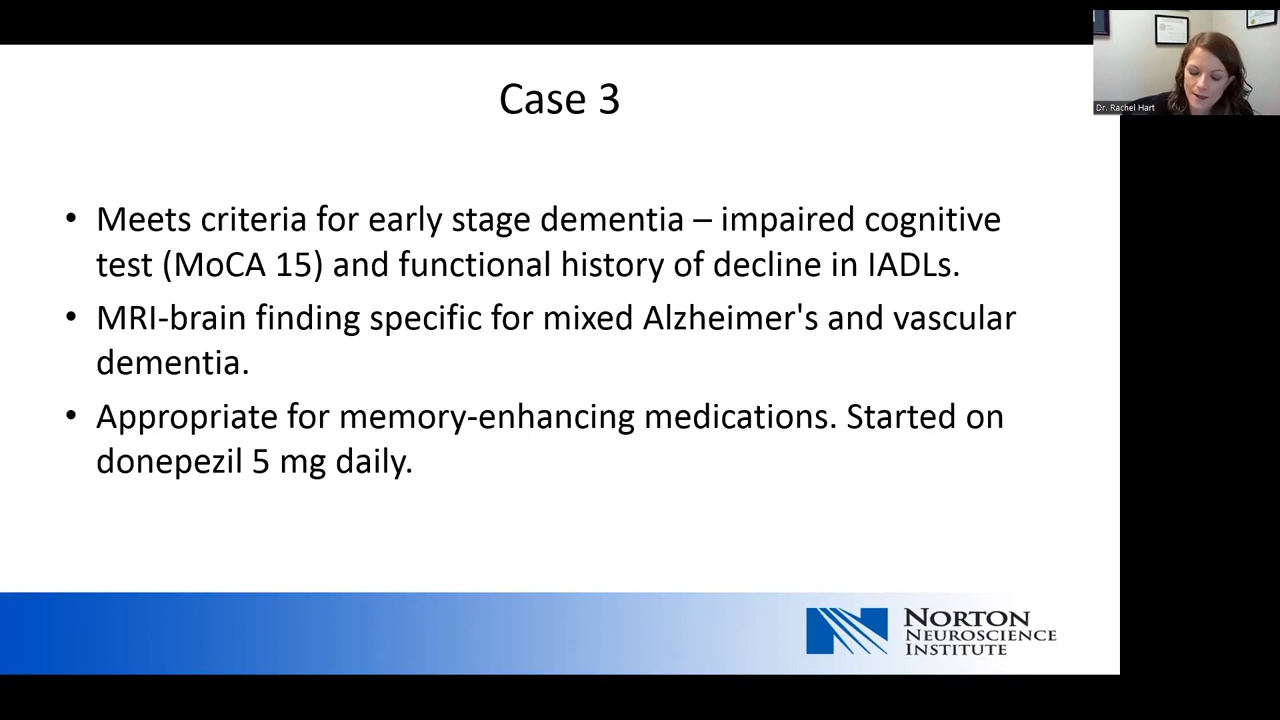 Case 3
Dr. Rachel Hart
• Meets criteria for early stage dementia – impaired cognitive
test (MoCA 15) and functional history of decline in IADLs.
• MRI-brain finding specific for mixed Alzheimer's and vascular
dementia.
• Appropriate for memory-enhancing medications. Started on
donepezil 5 mg daily.
NORTON
NEUROSCIENCE
INSTITUTE